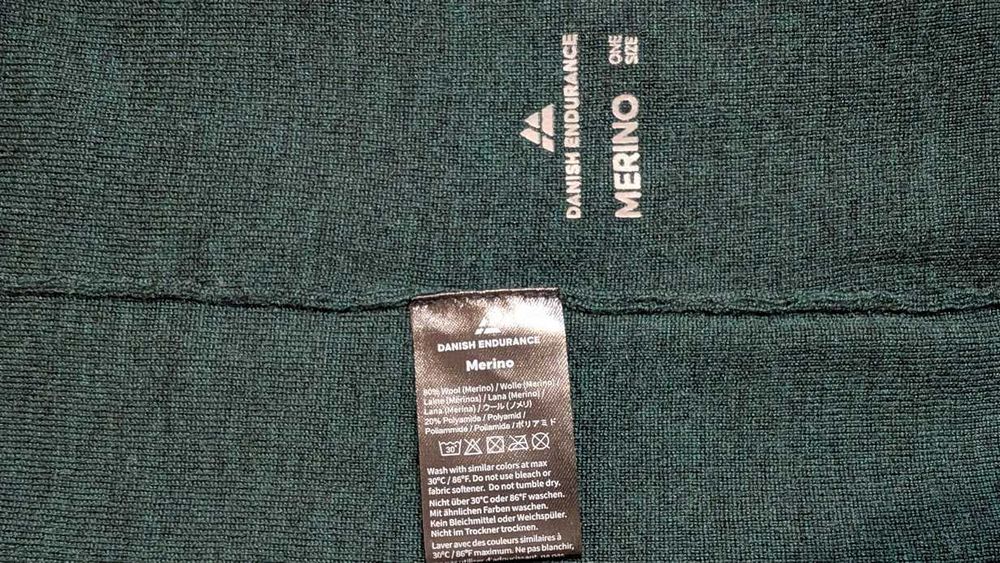 DANISH ENDURANCE
MERINO
ONE
SIZE
DANISH ENDURANCE
Merino
80% Wool (Merino) / Wolle (Merino) /
Laine (Mérinos) / Lana (Merino) /
Lana (Merina) / ウール (ノメリ)
20% Polyamide / Polyamid /
Poliammide / Poliamida / ポリアミド
30°
Wash with similar colors at max
30°C / 86°F. Do not use bleach or
fabric softener. Do not tumble dry.
Nicht über 30°C oder 86°F waschen.
Mit ähnlichen Farben waschen.
Kein Bleichmittel oder Weichspüler.
Nicht im Trockner trocknen.
Laver avec des couleurs similaires à
30°C / 86°F maximum. Ne pas blanchir,